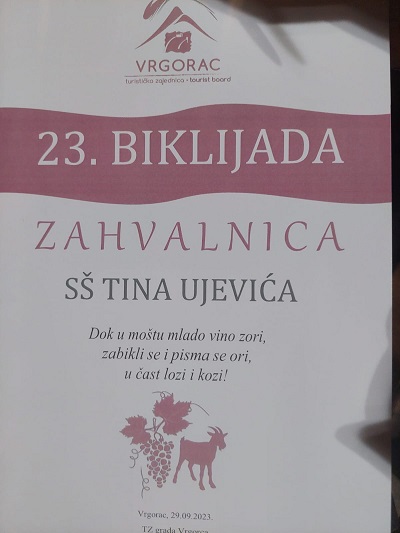 VRGORAC
turistička zajednica • tourist board
23. BIKLIJADA
ZAHVALNICA
SŠ TINA UJEVIĆA
Dok u moštu mlado vino zori,
zabikli se i pisma se ori,
u čast lozi i kozi!
Vrgorac, 29.09.2023.
TZ grada Vrgorca